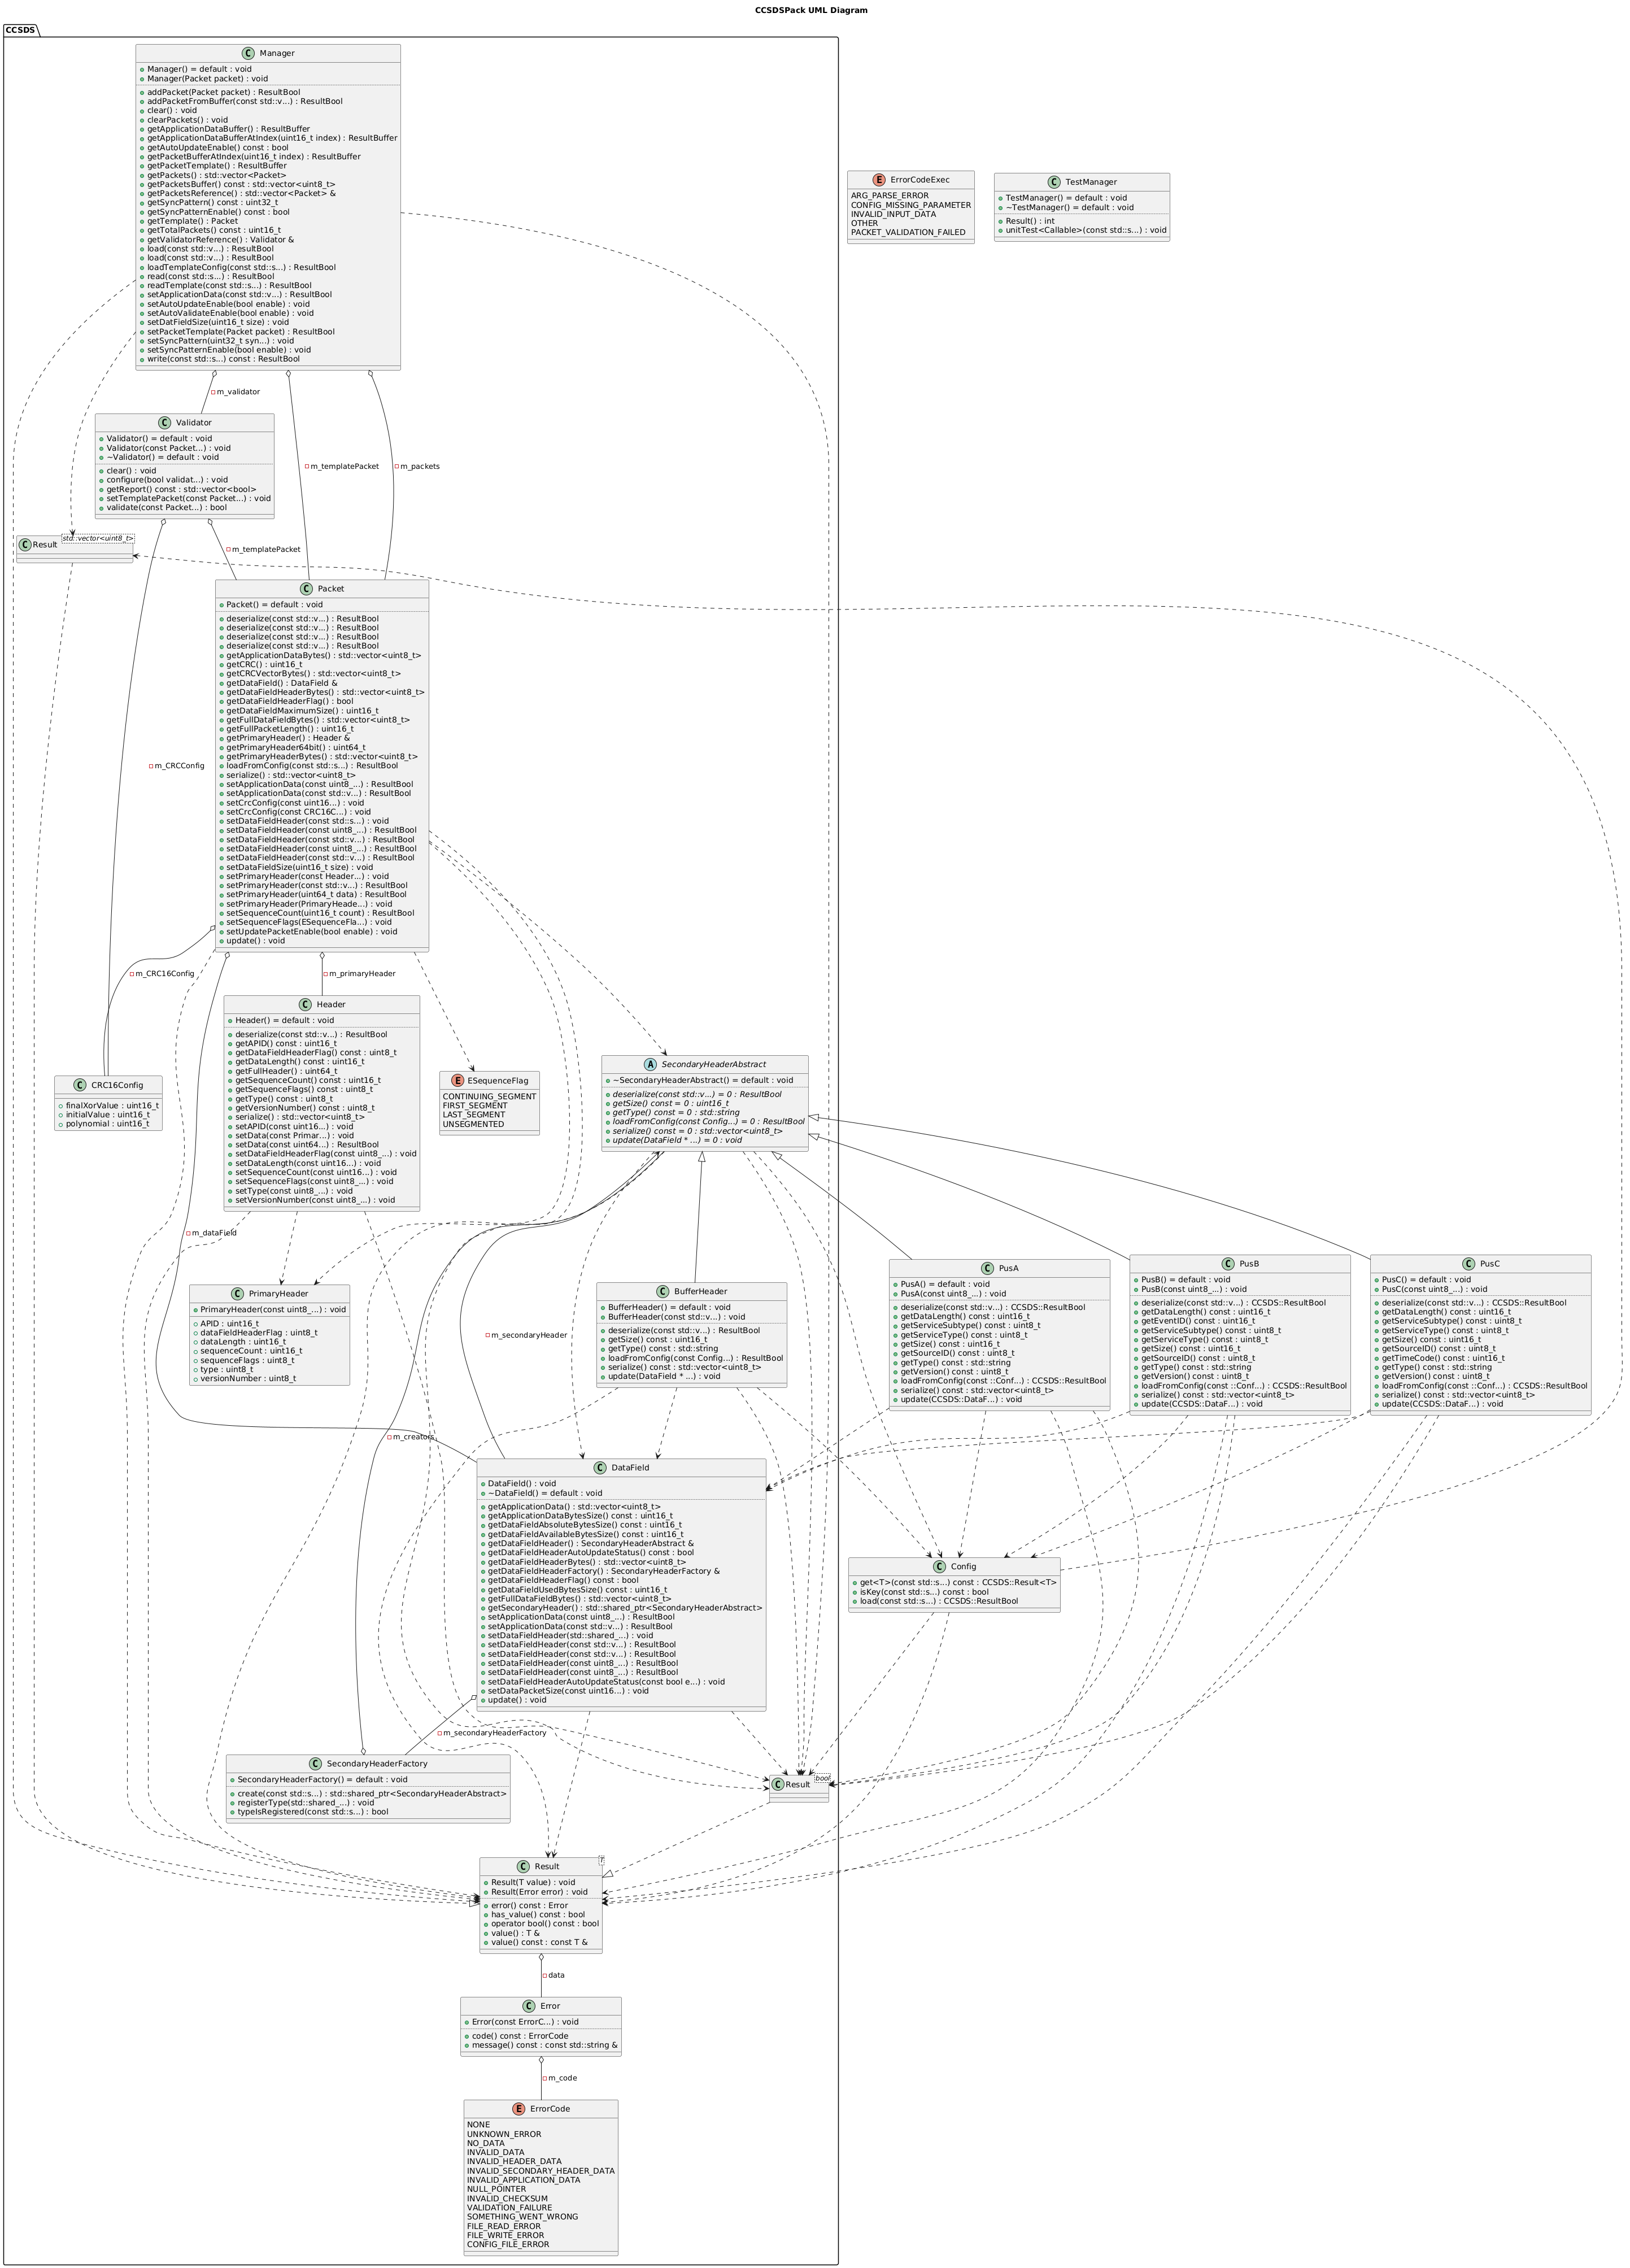 CCSDSPack UML Diagram
CCSDS
Manager
Manager() = default : void
Manager(Packet packet) : void
addPacket(Packet packet) : ResultBool
addPacketFromBuffer(const std::v...) : ResultBool
clear() : void
clearPackets() : void
getApplicationDataBuffer() : ResultBuffer
getApplicationDataBufferAtIndex(uint16_t index) : ResultBuffer
getAutoUpdateEnable() const : bool
getPacketBufferAtIndex(uint16_t index) : ResultBuffer
getPacketTemplate() : ResultBuffer
getPackets() : std::vector<Packet>
getPacketsBuffer() const : std::vector<uint8_t>
getPacketsReference() : std::vector<Packet> &
getSyncPattern() const : uint32_t
getSyncPatternEnable() const : bool
getTemplate() : Packet
getTotalPackets() const : uint16_t
getValidatorReference() : Validator &
load(const std::v...) : ResultBool
load(const std::v...) : ResultBool
loadTemplateConfig(const std::s...) : ResultBool
read(const std::s...) : ResultBool
readTemplate(const std::s...) : ResultBool
setApplicationData(const std::v...) : ResultBool
setAutoUpdateEnable(bool enable) : void
setAutoValidateEnable(bool enable) : void
setDatFieldSize(uint16_t size) : void
setPacketTemplate(Packet packet) : ResultBool
setSyncPattern(uint32_t syn...) : void
setSyncPatternEnable(bool enable) : void
write(const std::s...) const : ResultBool
ErrorCodeExec
ARG_PARSE_ERROR
CONFIG_MISSING_PARAMETER
INVALID_INPUT_DATA
OTHER
PACKET_VALIDATION_FAILED
TestManager
TestManager() = default : void
~TestManager() = default : void
Result() : int
unitTest<Callable>(const std::s...) : void
m_validator
Validator
Validator() = default : void
Validator(const Packet...) : void
~Validator() = default : void
clear() : void
configure(bool validat...) : void
getReport() const : std::vector<bool>
setTemplatePacket(const Packet...) : void
validate(const Packet...) : bool
m_templatePacket
m_packets
Result
std::vector<uint8_t>
m_templatePacket
Packet
Packet() = default : void
deserialize(const std::v...) : ResultBool
deserialize(const std::v...) : ResultBool
deserialize(const std::v...) : ResultBool
deserialize(const std::v...) : ResultBool
getApplicationDataBytes() : std::vector<uint8_t>
getCRC() : uint16_t
getCRCVectorBytes() : std::vector<uint8_t>
getDataField() : DataField &
getDataFieldHeaderBytes() : std::vector<uint8_t>
getDataFieldHeaderFlag() : bool
getDataFieldMaximumSize() : uint16_t
getFullDataFieldBytes() : std::vector<uint8_t>
getFullPacketLength() : uint16_t
getPrimaryHeader() : Header &
getPrimaryHeader64bit() : uint64_t
getPrimaryHeaderBytes() : std::vector<uint8_t>
loadFromConfig(const std::s...) : ResultBool
serialize() : std::vector<uint8_t>
setApplicationData(const uint8_...) : ResultBool
setApplicationData(const std::v...) : ResultBool
setCrcConfig(const uint16...) : void
setCrcConfig(const CRC16C...) : void
setDataFieldHeader(const std::s...) : void
setDataFieldHeader(const uint8_...) : ResultBool
setDataFieldHeader(const std::v...) : ResultBool
setDataFieldHeader(const uint8_...) : ResultBool
setDataFieldHeader(const std::v...) : ResultBool
setDataFieldSize(uint16_t size) : void
setPrimaryHeader(const Header...) : void
setPrimaryHeader(const std::v...) : ResultBool
setPrimaryHeader(uint64_t data) : ResultBool
setPrimaryHeader(PrimaryHeade...) : void
setSequenceCount(uint16_t count) : ResultBool
setSequenceFlags(ESequenceFla...) : void
setUpdatePacketEnable(bool enable) : void
update() : void
m_CRCConfig
m_CRC16Config
m_primaryHeader
Header
Header() = default : void
deserialize(const std::v...) : ResultBool
getAPID() const : uint16_t
getDataFieldHeaderFlag() const : uint8_t
getDataLength() const : uint16_t
getFullHeader() : uint64_t
getSequenceCount() const : uint16_t
getSequenceFlags() const : uint8_t
getType() const : uint8_t
getVersionNumber() const : uint8_t
serialize() : std::vector<uint8_t>
setAPID(const uint16...) : void
setData(const Primar...) : void
setData(const uint64...) : ResultBool
setDataFieldHeaderFlag(const uint8_...) : void
setDataLength(const uint16...) : void
setSequenceCount(const uint16...) : void
setSequenceFlags(const uint8_...) : void
setType(const uint8_...) : void
setVersionNumber(const uint8_...) : void
CRC16Config
finalXorValue : uint16_t
initialValue : uint16_t
polynomial : uint16_t
ESequenceFlag
CONTINUING_SEGMENT
FIRST_SEGMENT
LAST_SEGMENT
UNSEGMENTED
SecondaryHeaderAbstract
~SecondaryHeaderAbstract() = default : void
deserialize(const std::v...) = 0 : ResultBool
getSize() const = 0 : uint16_t
getType() const = 0 : std::string
loadFromConfig(const Config...) = 0 : ResultBool
serialize() const = 0 : std::vector<uint8_t>
update(DataField * ...) = 0 : void
m_dataField
PrimaryHeader
PrimaryHeader(const uint8_...) : void
APID : uint16_t
dataFieldHeaderFlag : uint8_t
dataLength : uint16_t
sequenceCount : uint16_t
sequenceFlags : uint8_t
type : uint8_t
versionNumber : uint8_t
m_secondaryHeader
BufferHeader
BufferHeader() = default : void
BufferHeader(const std::v...) : void
deserialize(const std::v...) : ResultBool
getSize() const : uint16_t
getType() const : std::string
loadFromConfig(const Config...) : ResultBool
serialize() const : std::vector<uint8_t>
update(DataField * ...) : void
PusA
PusA() = default : void
PusA(const uint8_...) : void
deserialize(const std::v...) : CCSDS::ResultBool
getDataLength() const : uint16_t
getServiceSubtype() const : uint8_t
getServiceType() const : uint8_t
getSize() const : uint16_t
getSourceID() const : uint8_t
getType() const : std::string
getVersion() const : uint8_t
loadFromConfig(const ::Conf...) : CCSDS::ResultBool
serialize() const : std::vector<uint8_t>
update(CCSDS::DataF...) : void
PusB
PusB() = default : void
PusB(const uint8_...) : void
deserialize(const std::v...) : CCSDS::ResultBool
getDataLength() const : uint16_t
getEventID() const : uint16_t
getServiceSubtype() const : uint8_t
getServiceType() const : uint8_t
getSize() const : uint16_t
getSourceID() const : uint8_t
getType() const : std::string
getVersion() const : uint8_t
loadFromConfig(const ::Conf...) : CCSDS::ResultBool
serialize() const : std::vector<uint8_t>
update(CCSDS::DataF...) : void
PusC
PusC() = default : void
PusC(const uint8_...) : void
deserialize(const std::v...) : CCSDS::ResultBool
getDataLength() const : uint16_t
getServiceSubtype() const : uint8_t
getServiceType() const : uint8_t
getSize() const : uint16_t
getSourceID() const : uint8_t
getTimeCode() const : uint16_t
getType() const : std::string
getVersion() const : uint8_t
loadFromConfig(const ::Conf...) : CCSDS::ResultBool
serialize() const : std::vector<uint8_t>
update(CCSDS::DataF...) : void
m_creators
DataField
DataField() : void
~DataField() = default : void
getApplicationData() : std::vector<uint8_t>
getApplicationDataBytesSize() const : uint16_t
getDataFieldAbsoluteBytesSize() const : uint16_t
getDataFieldAvailableBytesSize() const : uint16_t
getDataFieldHeader() : SecondaryHeaderAbstract &
getDataFieldHeaderAutoUpdateStatus() const : bool
getDataFieldHeaderBytes() : std::vector<uint8_t>
getDataFieldHeaderFactory() : SecondaryHeaderFactory &
getDataFieldHeaderFlag() const : bool
getDataFieldUsedBytesSize() const : uint16_t
getFullDataFieldBytes() : std::vector<uint8_t>
getSecondaryHeader() : std::shared_ptr<SecondaryHeaderAbstract>
setApplicationData(const uint8_...) : ResultBool
setApplicationData(const std::v...) : ResultBool
setDataFieldHeader(std::shared_...) : void
setDataFieldHeader(const std::v...) : ResultBool
setDataFieldHeader(const uint8_...) : ResultBool
setDataFieldHeader(const uint8_...) : ResultBool
setDataFieldHeaderAutoUpdateStatus(const bool e...) : void
setDataPacketSize(const uint16...) : void
update() : void
Config
get<T>(const std::s...) const : CCSDS::Result<T>
isKey(const std::s...) const : bool
load(const std::s...) : CCSDS::ResultBool
m_secondaryHeaderFactory
SecondaryHeaderFactory
SecondaryHeaderFactory() = default : void
create(const std::s...) : std::shared_ptr<SecondaryHeaderAbstract>
registerType(std::shared_...) : void
typeIsRegistered(const std::s...) : bool
Result
bool
Result
T
Result(T value) : void
Result(Error error) : void
error() const : Error
has_value() const : bool
operator bool() const : bool
value() : T &
value() const : const T &
data
Error
Error(const ErrorC...) : void
code() const : ErrorCode
message() const : const std::string &
m_code
ErrorCode
NONE
UNKNOWN_ERROR
NO_DATA
INVALID_DATA
INVALID_HEADER_DATA
INVALID_SECONDARY_HEADER_DATA
INVALID_APPLICATION_DATA
NULL_POINTER
INVALID_CHECKSUM
VALIDATION_FAILURE
SOMETHING_WENT_WRONG
FILE_READ_ERROR
FILE_WRITE_ERROR
CONFIG_FILE_ERROR